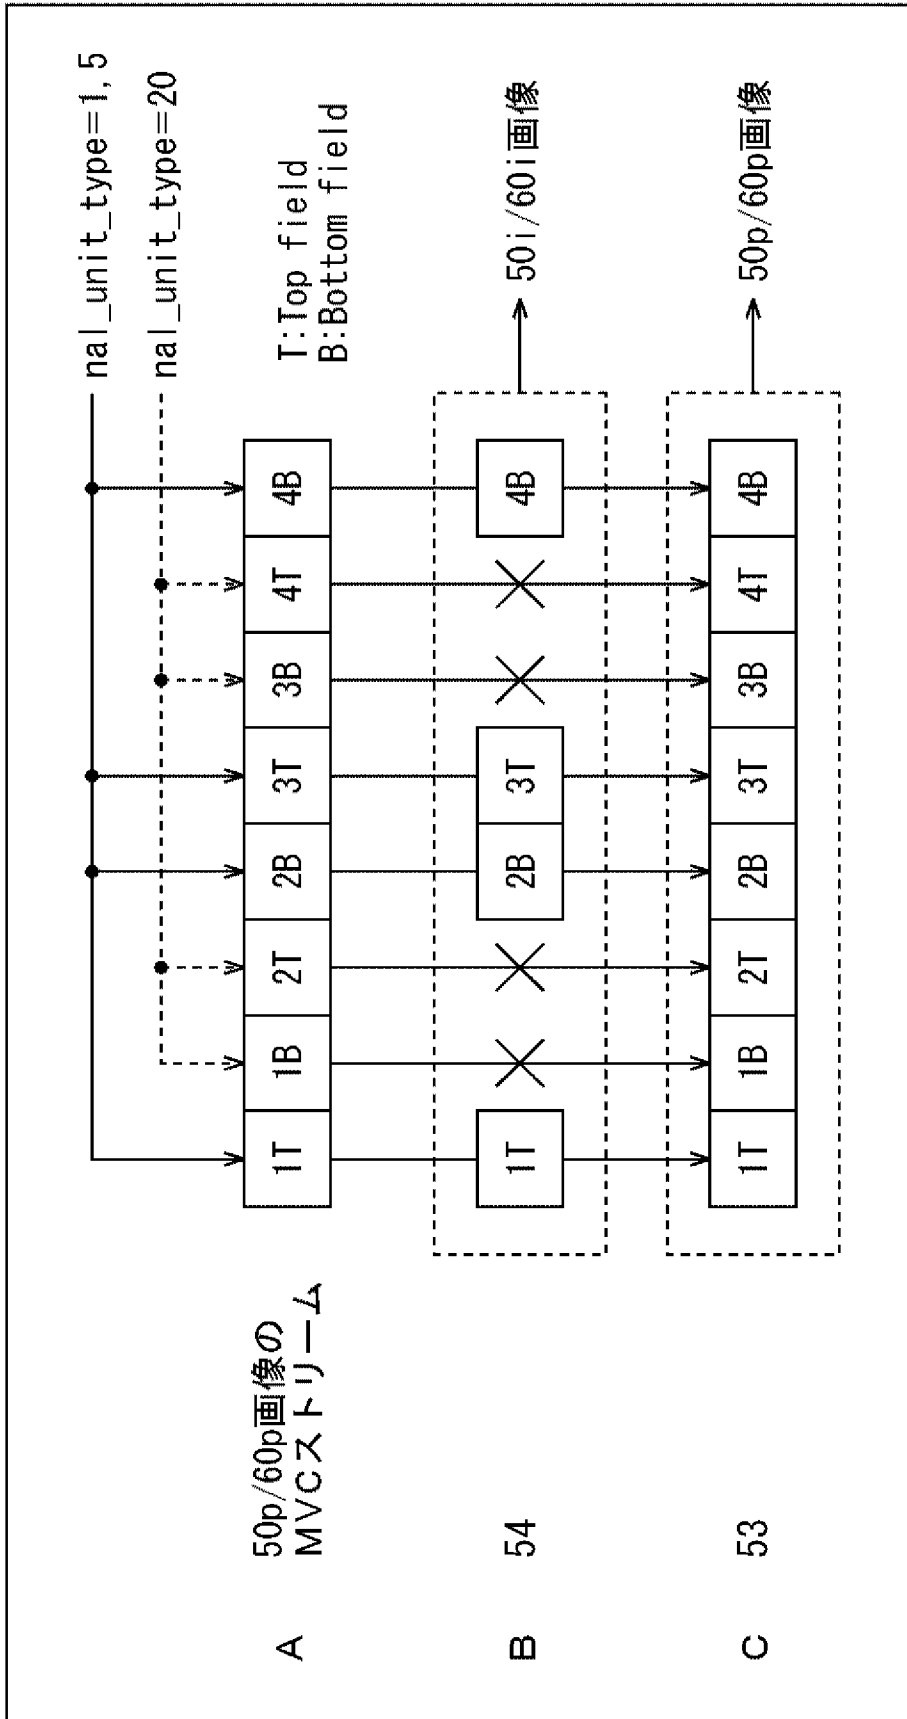 nal_unit_type=1,5
nal_unit_type=20
T:Top field
B:Bottom field
A
50p/60p画像の
MVCストリーム
1T 1B 2T 2B 3T 3B 4T 4B
B
54
1T 2B 3T 4B
50i/60i画像
C
53
1T 1B 2T 2B 3T 3B 4T 4B
50p/60p画像